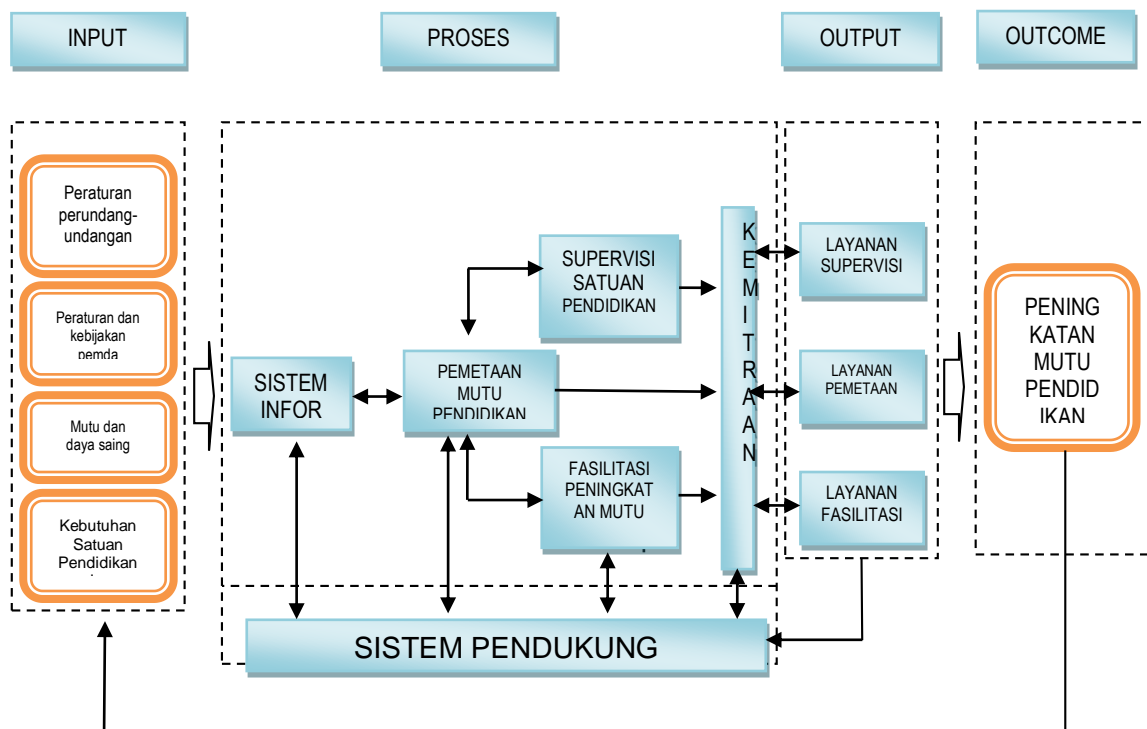 INPUT
PROSES
OUTPUT
OUTCOME
Peraturan
perundang-
undangan
Peraturan dan
kebijakan
pemda
Mutu dan
daya saing
Kebutuhan
Satuan
Pendidikan
SISTEM
INFOR
PEMETAAN
MUTU
PENDIDIKAN
SUPERVISI
SATUAN
PENDIDIKAN
FASILITASI
PENINGKAT
AN MUTU
K
E
M
I
T
R
A
A
N
LAYANAN
SUPERVISI
LAYANAN
PEMETAAN
LAYANAN
FASILITASI
PENING
KATAN
MUTU
PENDID
IKAN
SISTEM PENDUKUNG